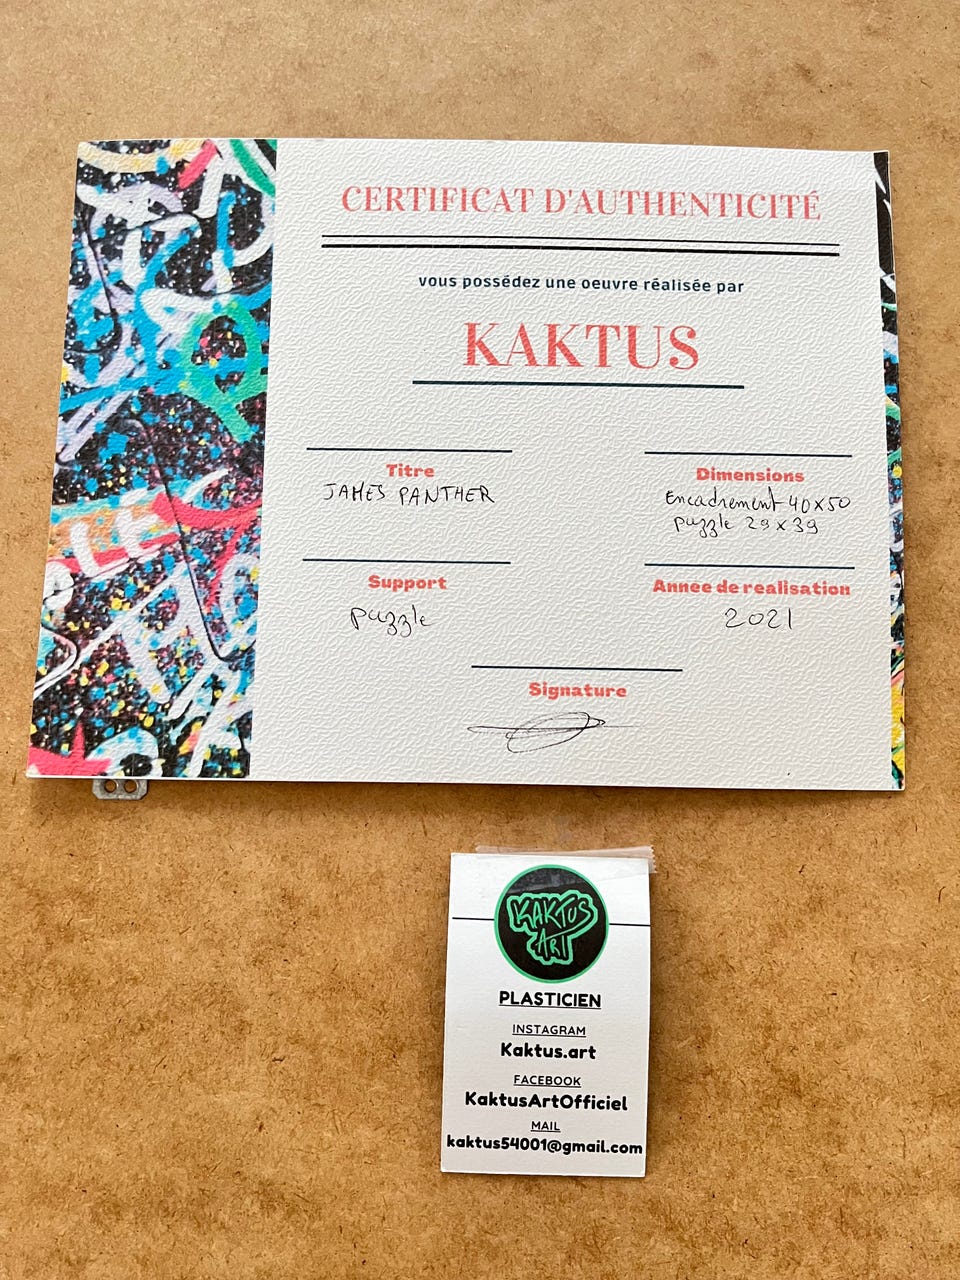 CERTIFICAT D'AUTHENTICITÉ
vous possédez une oeuvre réalisée par
KAKTUS
Titre
JAMES PANTHER
Dimensions
Encadrement 40x50
puzzle 29x39
Support
puzzle
Annee de realisation
2021
Signature
KAKTUS
ART
PLASTICIEN
INSTAGRAM
Kaktus.art
FACEBOOK
KaktusArtOfficiel
MAIL
kaktus54001@gmail.com